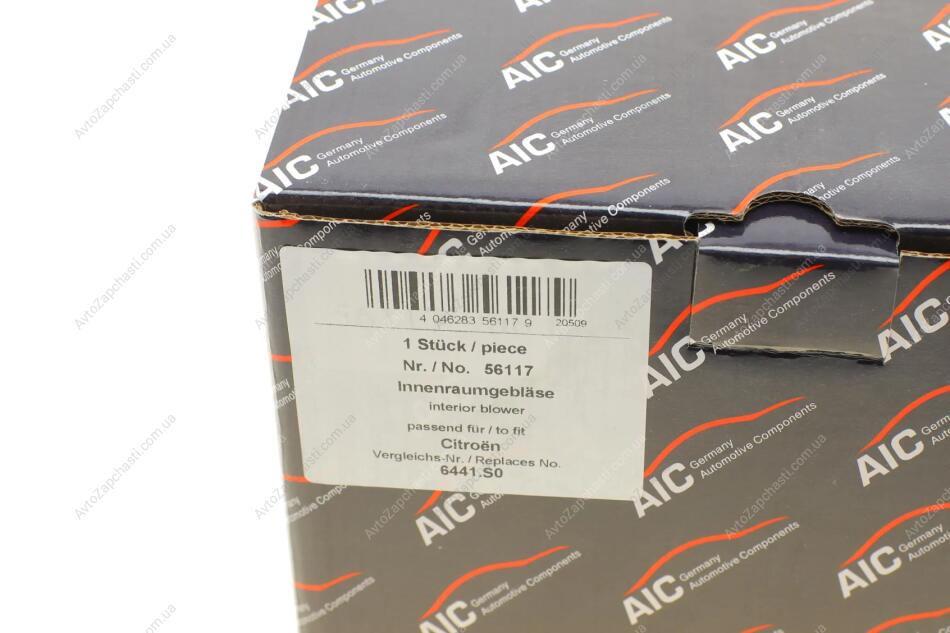 AIC Germany
Automotive Components
4 046283 56117 9 20509
1 Stück / piece
Nr. / No. 56117
Innenraumgebläse
interior blower
passend für / to fit
Citroën
Vergleichs-Nr. / Replaces No.
6441.S0
AvtoZapchasti.com.ua